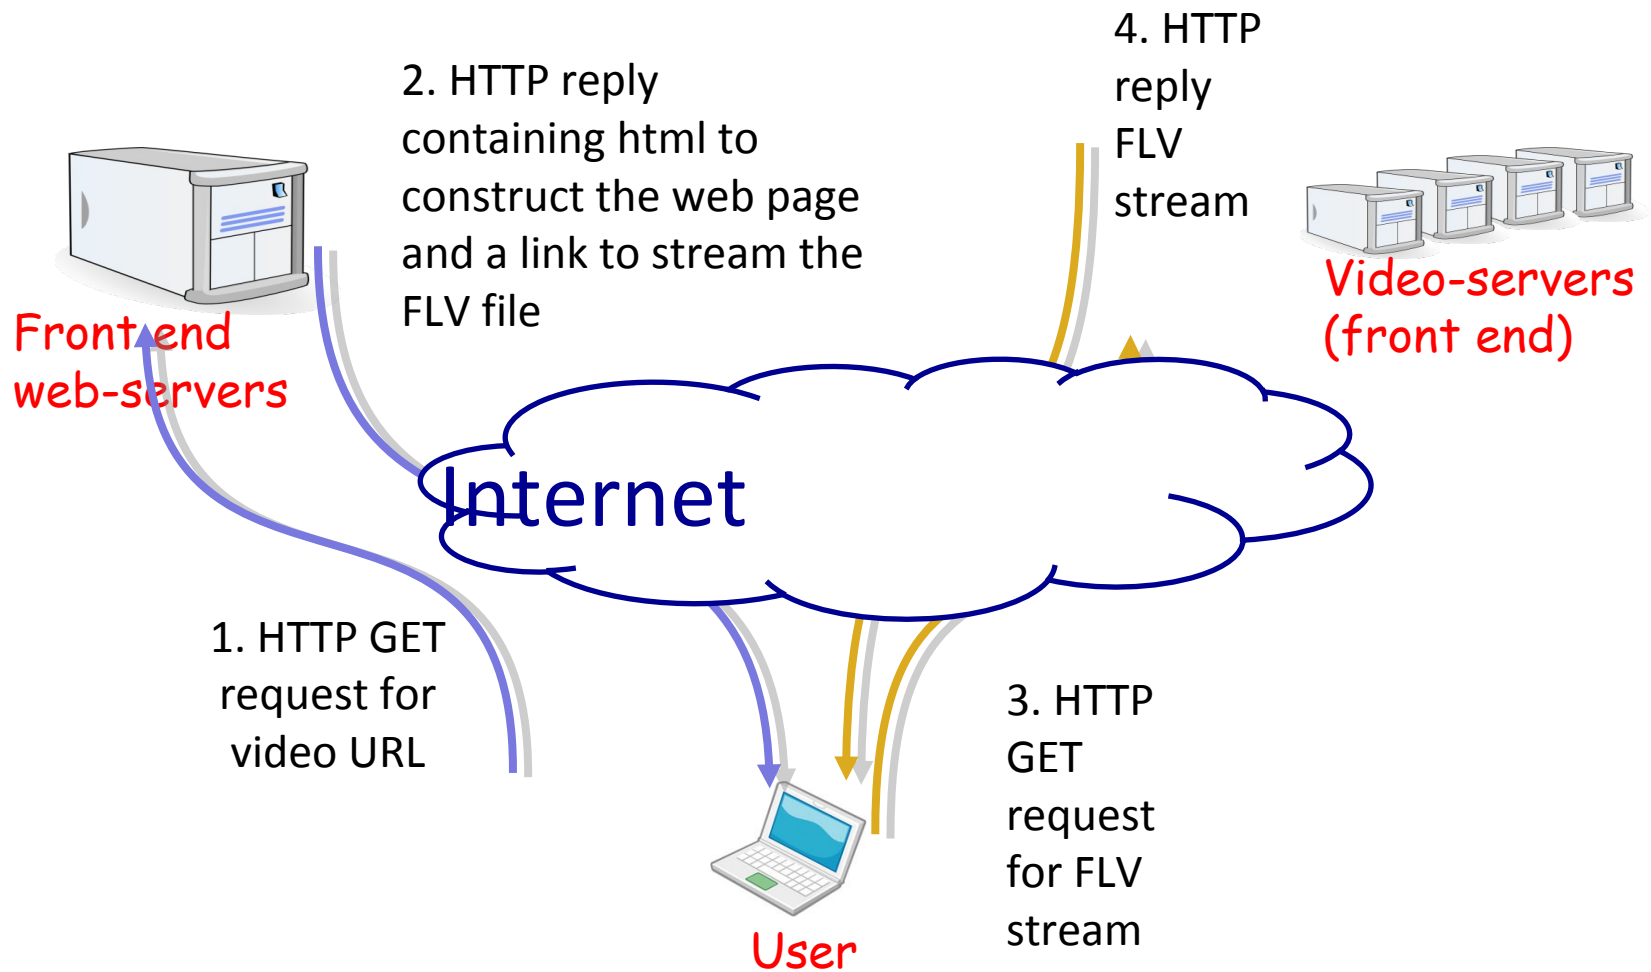 4. HTTP
reply
FLV
stream
2. HTTP reply
containing html to
construct the web page
and a link to stream the
FLV file
Video-servers
(front end)
Front end
web-servers
Internet
1. HTTP GET
request for
video URL
3. HTTP
GET
request
for FLV
stream
User